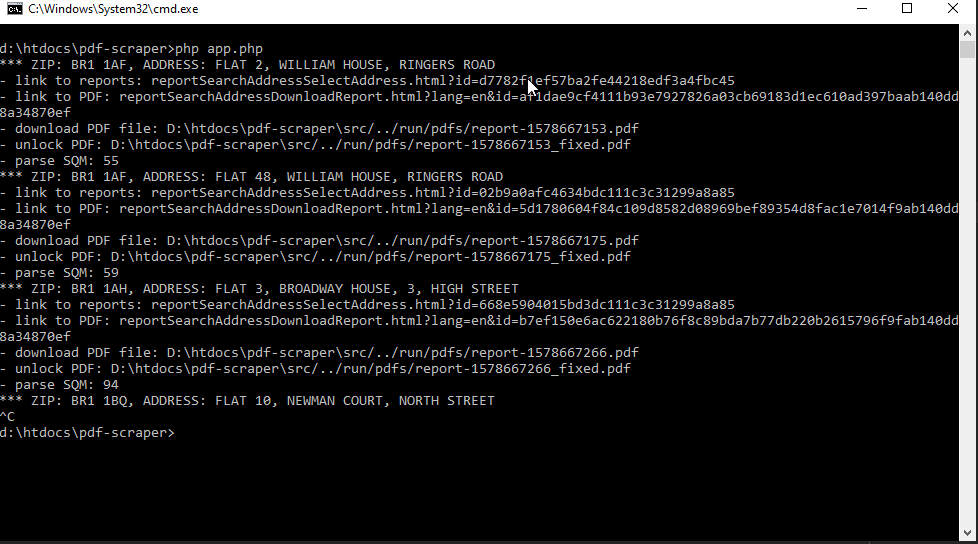 C:\Windows\System32\cmd.exe
d:\htdocs\pdf-scraper>php app.php
*** ZIP: BR1 1AF, ADDRESS: FLAT 2, WILLIAM HOUSE, RINGERS ROAD
- link to reports: reportSearchAddressSelectAddress.html?id=d7782f1ef57ba2fe44218edf3a4fbc45
- link to PDF: reportSearchAddressDownloadReport.html?lang=en&id=af1dae9cf4111b93e7927826a03cb69183d1ec610ad397baab140dd
8a34870ef
- download PDF file: D:\htdocs\pdf-scraper\src/../run/pdfs/report-1578667153.pdf
- unlock PDF: D:\htdocs\pdf-scraper\src/../run/pdfs/report-1578667153_fixed.pdf
- parse SQM: 55
*** ZIP: BR1 1AF, ADDRESS: FLAT 48, WILLIAM HOUSE, RINGERS ROAD
- link to reports: reportSearchAddressSelectAddress.html?id=02b9a0afc4634bdc111c3c31299a8a85
- link to PDF: reportSearchAddressDownloadReport.html?lang=en&id=5d1780604f84c109d8582d08969bef89354d8fac1e7014f9ab140dd
8a34870ef
- download PDF file: D:\htdocs\pdf-scraper\src/../run/pdfs/report-1578667175.pdf
- unlock PDF: D:\htdocs\pdf-scraper\src/../run/pdfs/report-1578667175_fixed.pdf
- parse SQM: 59
*** ZIP: BR1 1AH, ADDRESS: FLAT 3, BROADWAY HOUSE, 3, HIGH STREET
- link to reports: reportSearchAddressSelectAddress.html?id=668e5904015bd3dc111c3c31299a8a85
- link to PDF: reportSearchAddressDownloadReport.html?lang=en&id=b7ef150e6ac622180b76f8c89bda7b77db220b2615796f9fab140dd
8a34870ef
- download PDF file: D:\htdocs\pdf-scraper\src/../run/pdfs/report-1578667266.pdf
- unlock PDF: D:\htdocs\pdf-scraper\src/../run/pdfs/report-1578667266_fixed.pdf
- parse SQM: 94
*** ZIP: BR1 1BQ, ADDRESS: FLAT 10, NEWMAN COURT, NORTH STREET
^C
d:\htdocs\pdf-scraper>